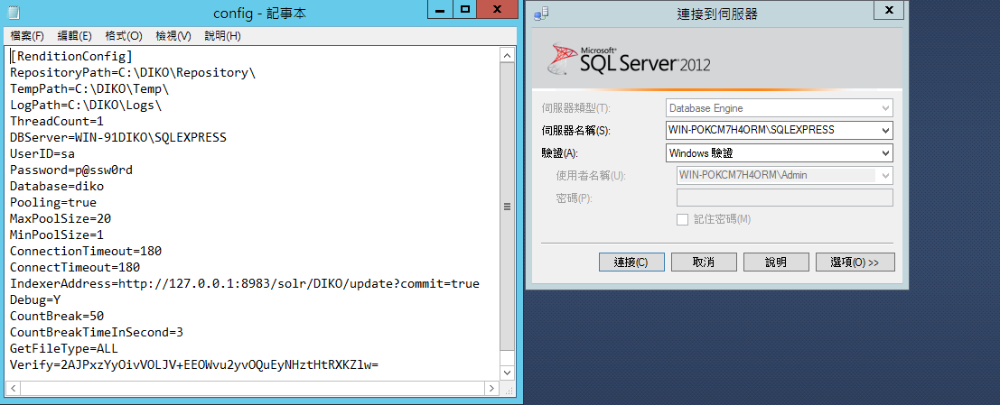 config - 記事本
檔案(F) 編輯(E) 格式(O) 檢視(V) 說明(H)
[RenditionConfig]
RepositoryPath=C:\DIKO\Repository\
TempPath=C:\DIKO\Temp\
LogPath=C:\DIKO\Logs\
ThreadCount=1
DBServer=WIN-91DIKO\SQLEXPRESS
UserID=sa
Password=p@ssw0rd
Database=diko
Pooling=true
MaxPoolSize=20
MinPoolSize=1
ConnectionTimeout=180
ConnectTimeout=180
IndexerAddress=http://127.0.0.1:8983/solr/DIKO/update?commit=true
Debug=Y
CountBreak=50
CountBreakTimeInSecond=3
GetFileType=ALL
Verify=2AJPxzYyOivVOLJV+EEOWvu2yvOQuEyNHztHtRXKZlw=
連接到伺服器
Microsoft®
SQL Server® 2012
伺服器類型(T): Database Engine
伺服器名稱(S): WIN-POKCM7H4ORM\SQLEXPRESS
驗證(A): Windows 驗證
使用者名稱(U): WIN-POKCM7H4ORM\Admin
密碼(P):
記住密碼(M)
連接(C) 取消 說明 選項(O) >>